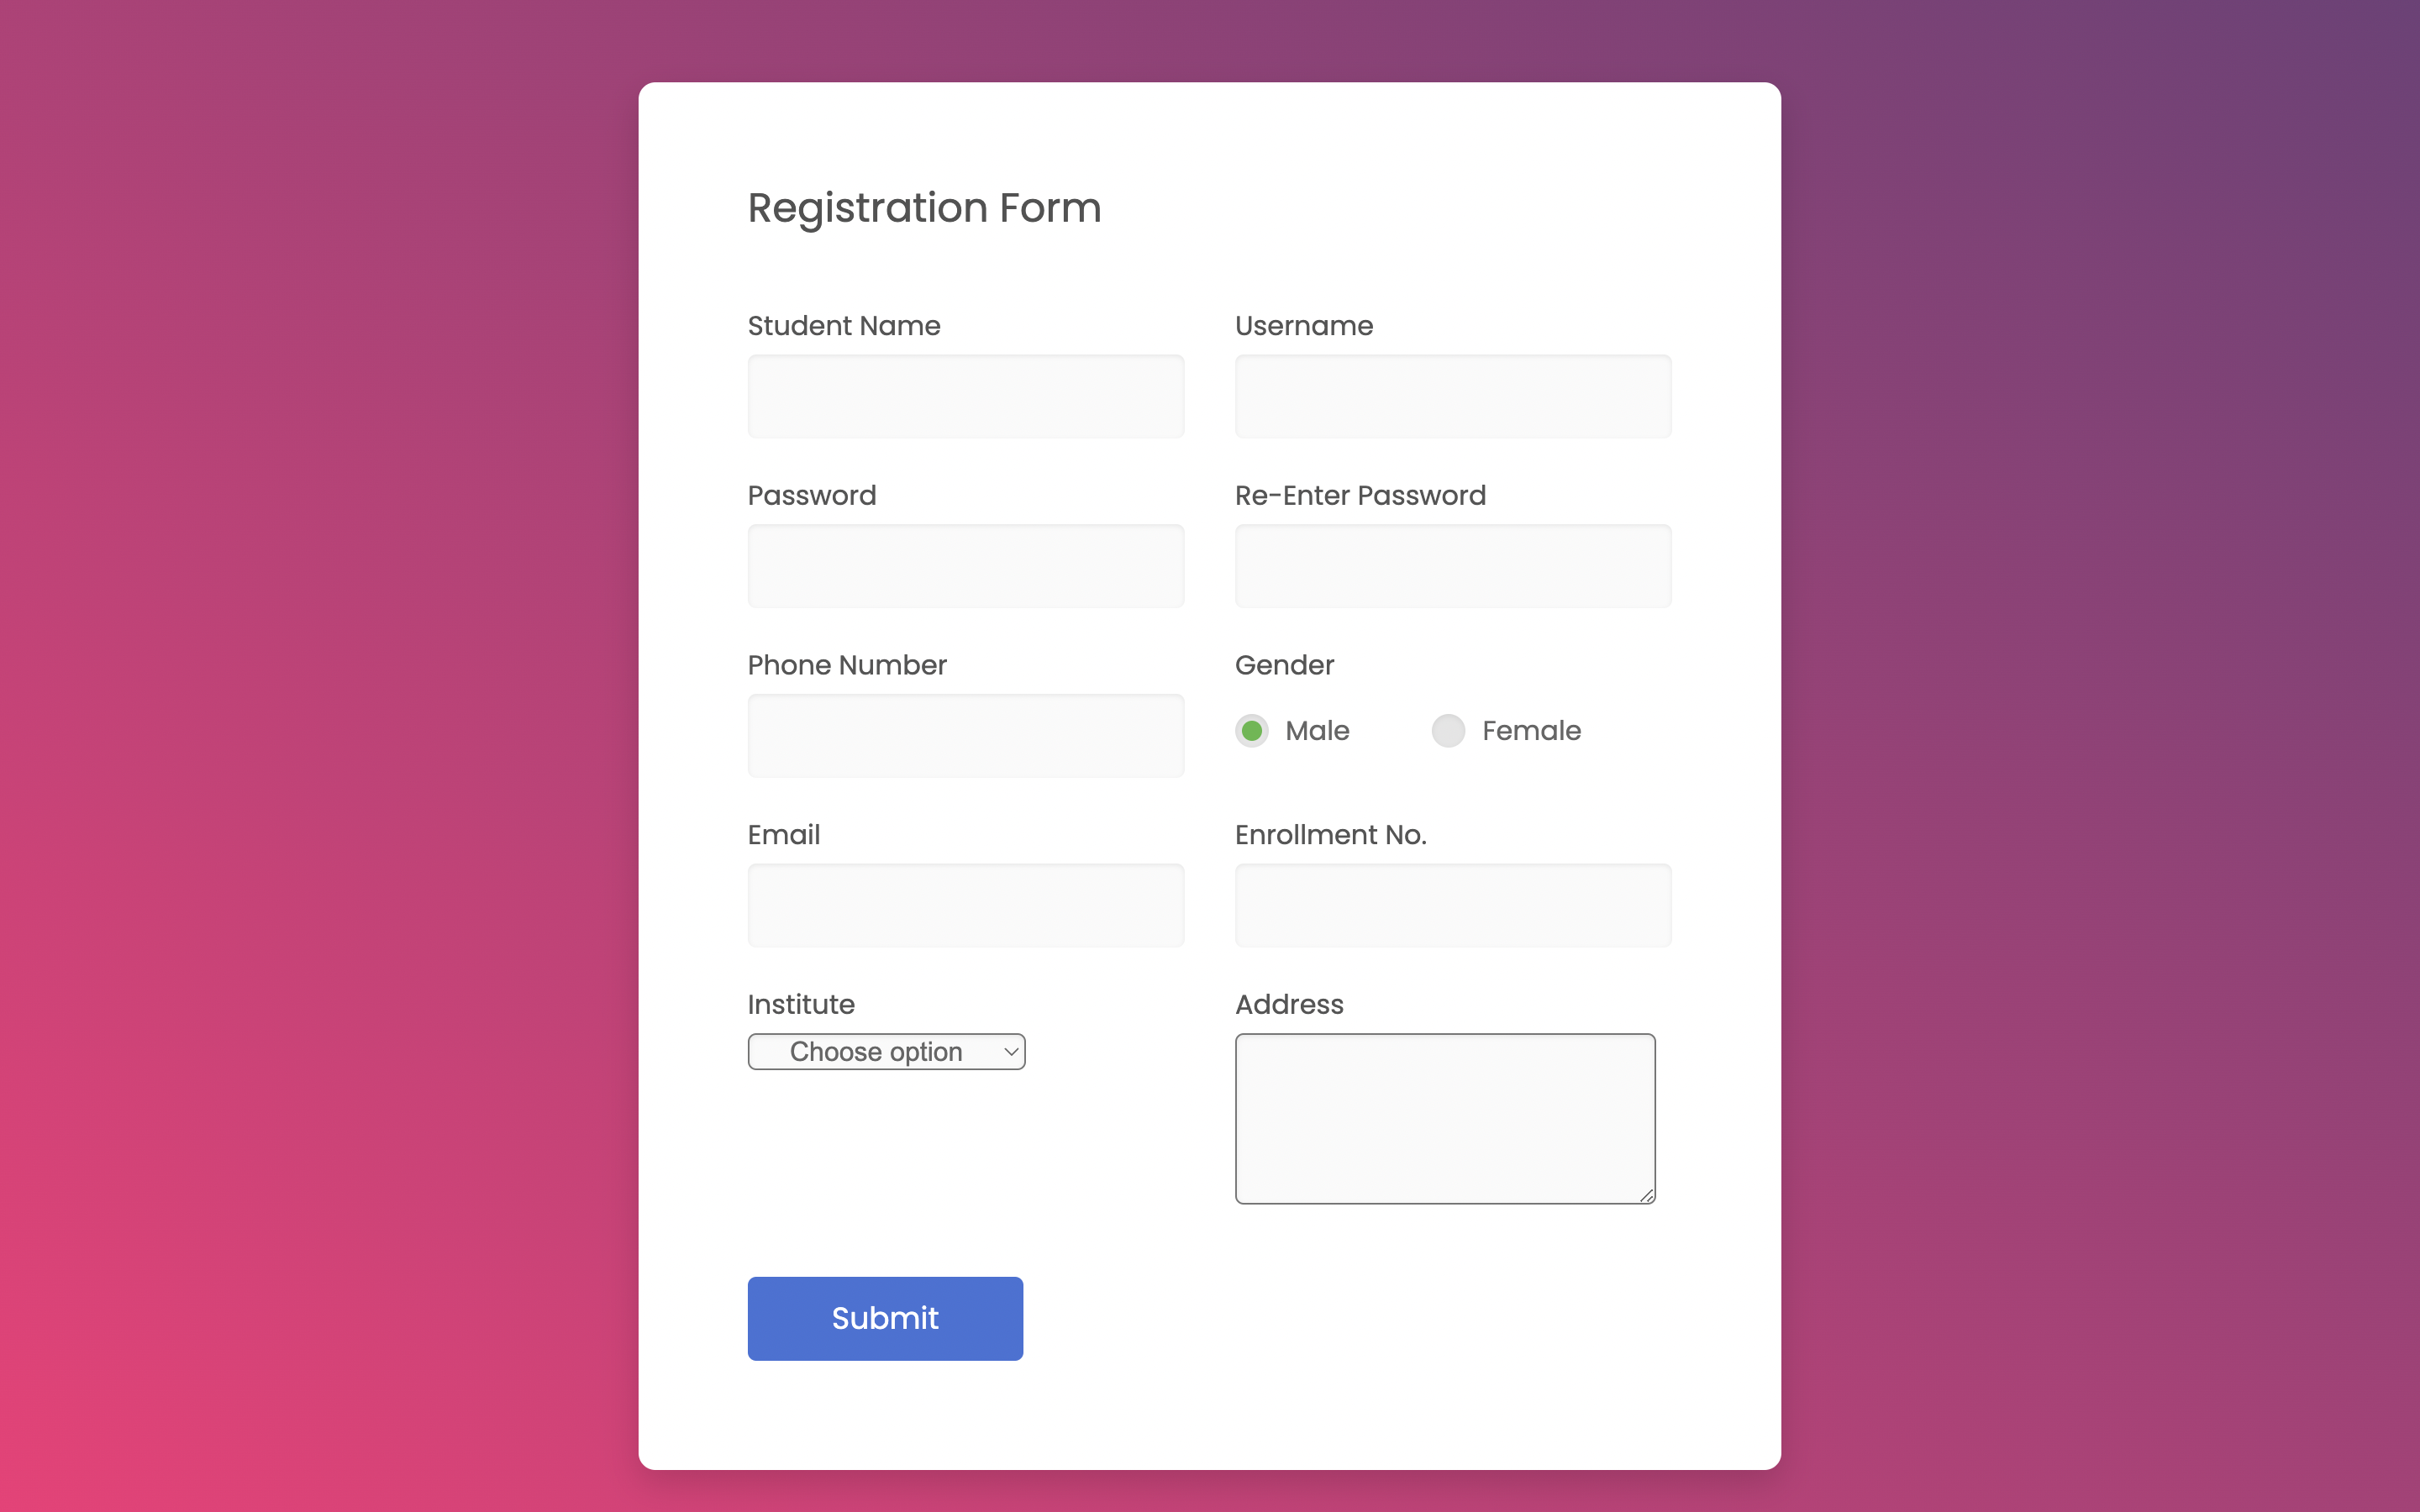 Registration Form
Student Name
Username
Password
Re-Enter Password
Phone Number
Gender
Male
Female
Email
Enrollment No.
Institute
Address
Choose option
Submit